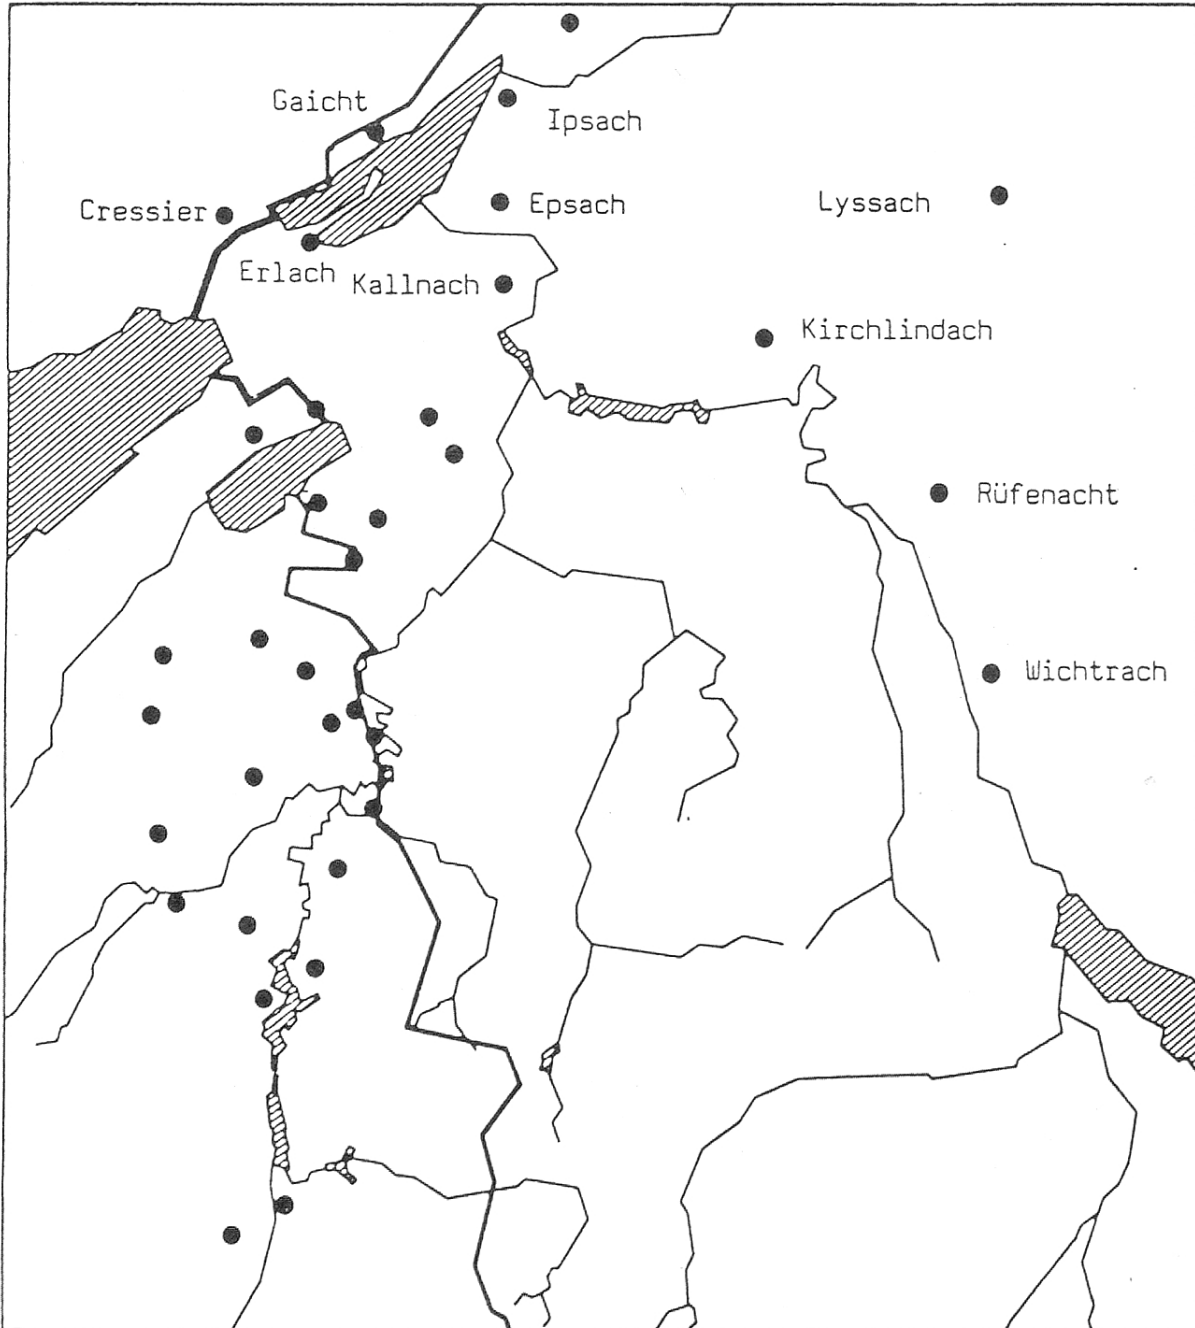 Gaicht
Ipsach
Cressier
Epsach
Lyssach
Erlach
Kallnach
Kirchlindach
Rüfenacht
Wichtrach